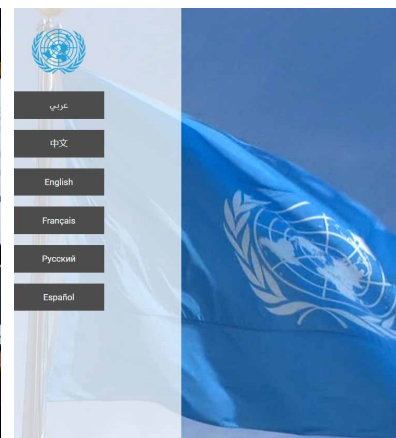 عربي
中文
English
Français
Русский
Español